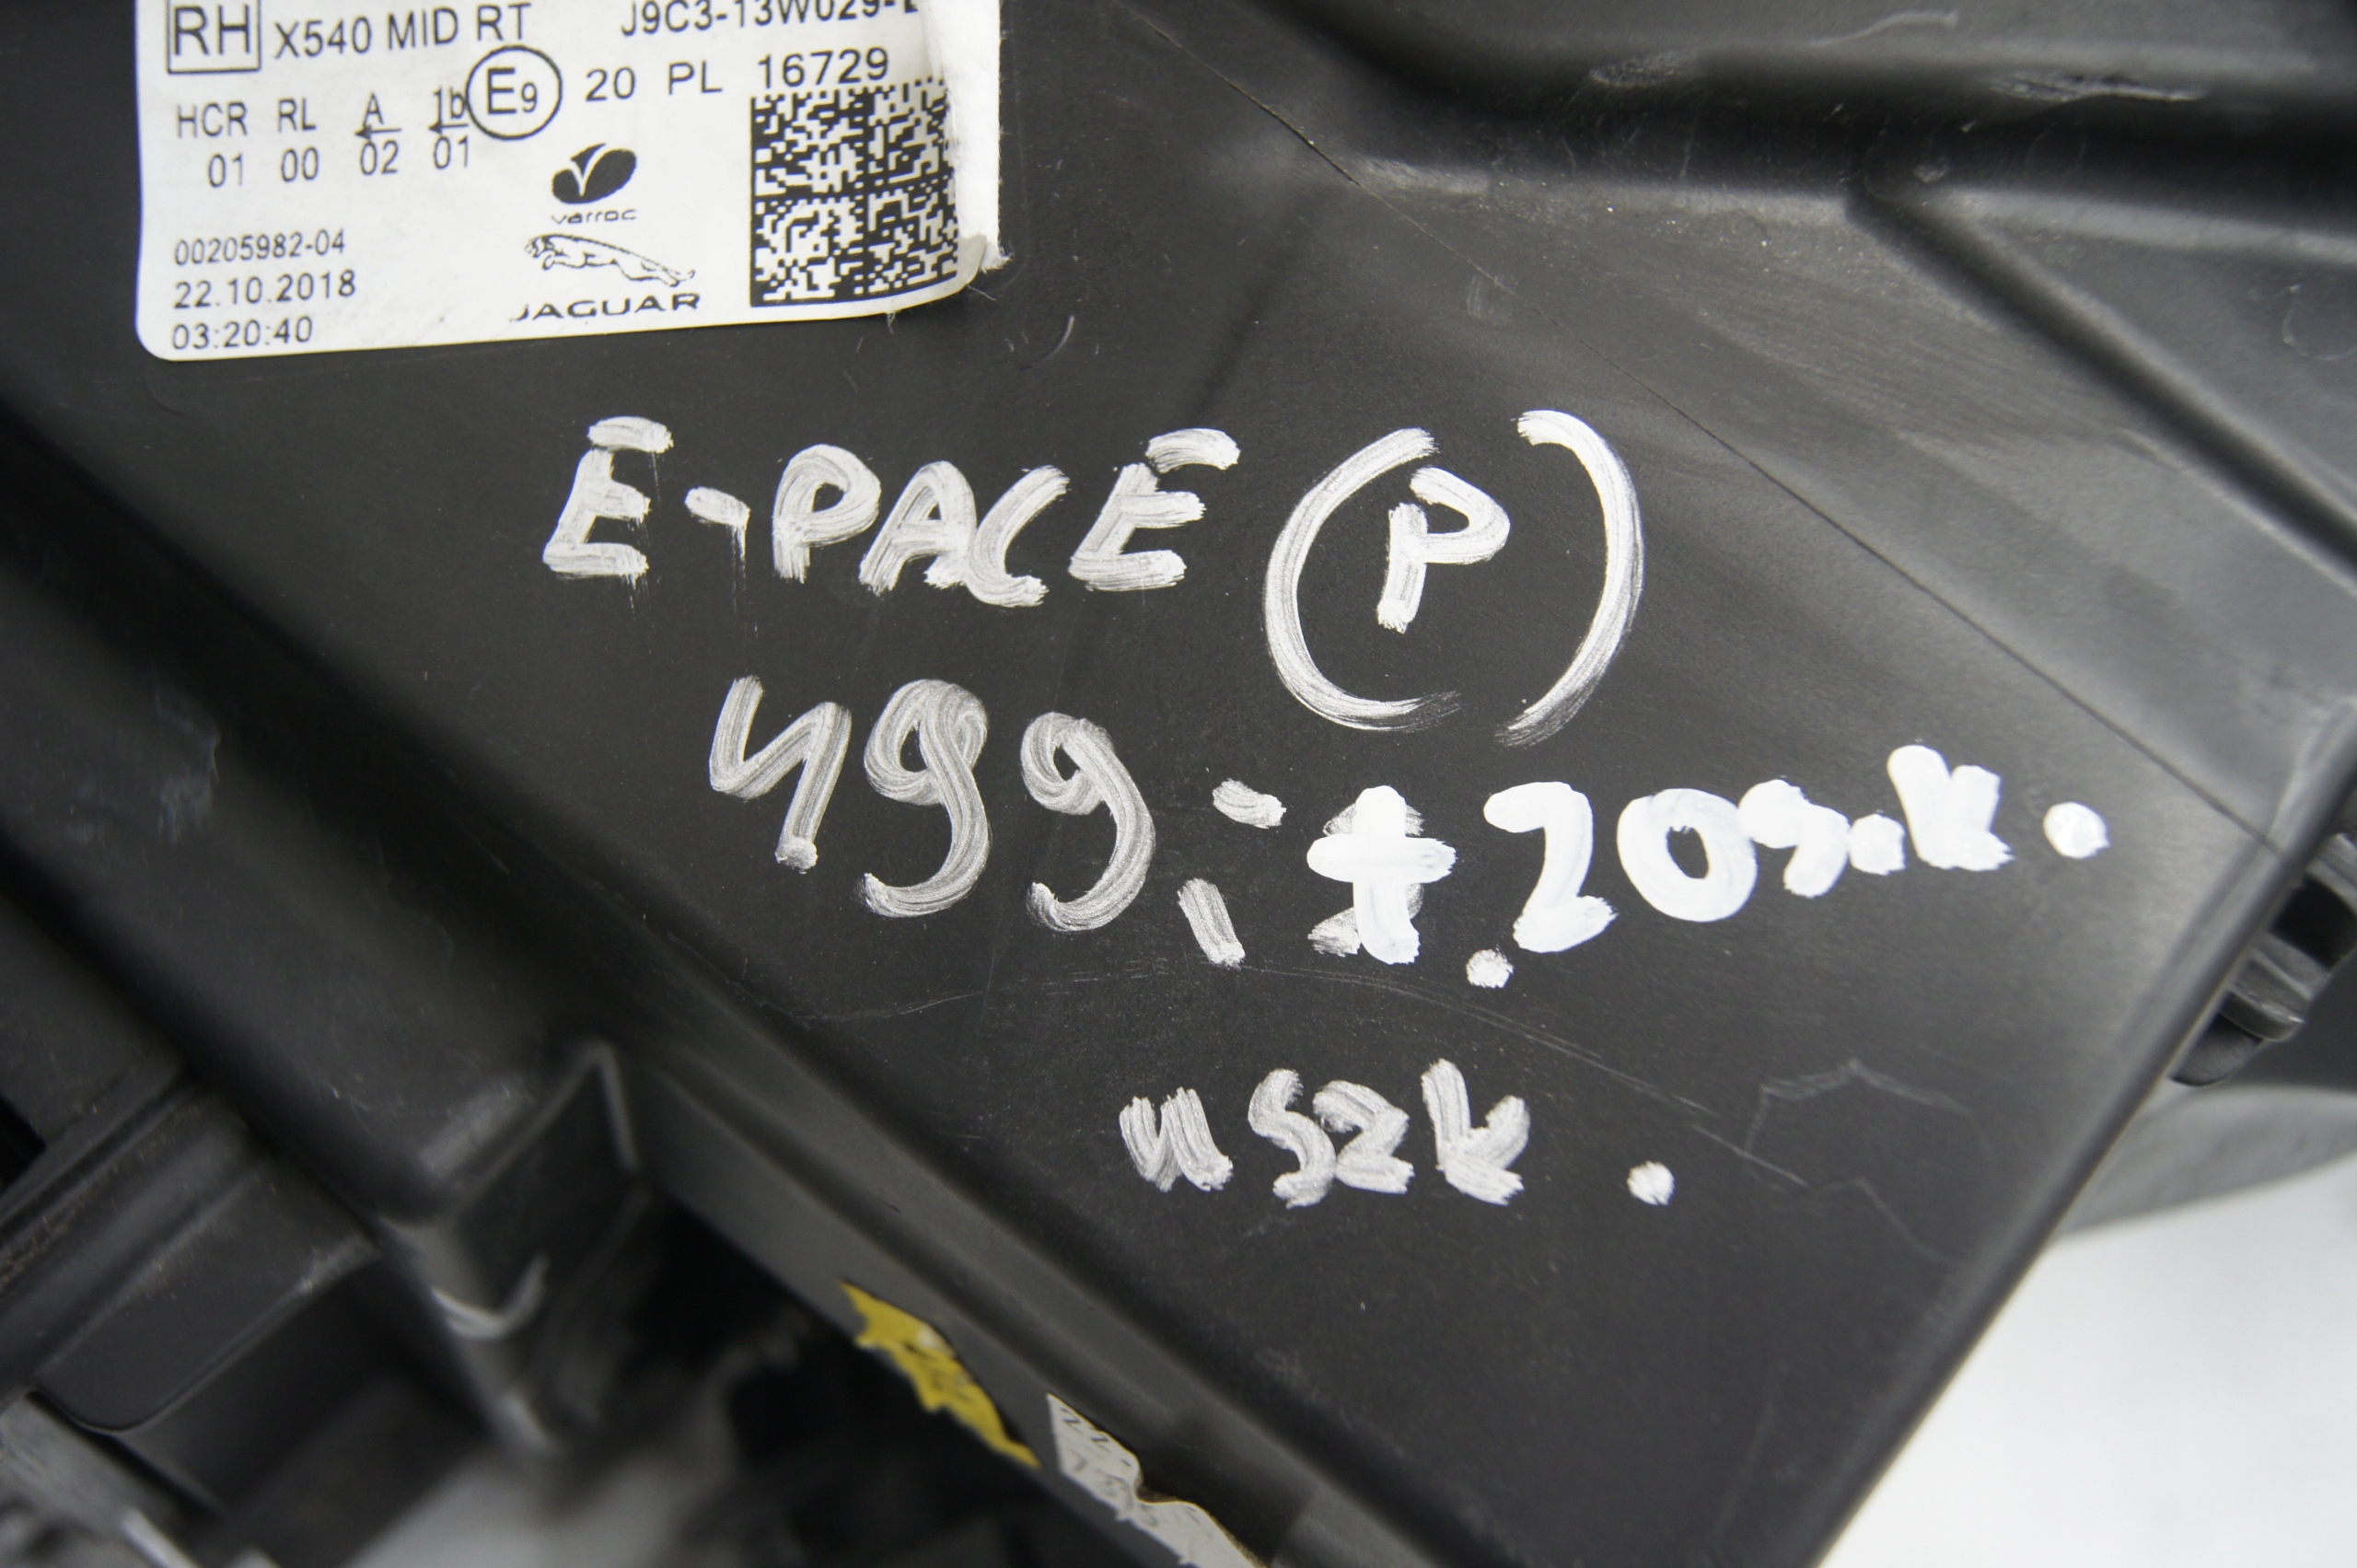 RH X540 MID RT J9C3-13W029-
HCR RL A 1b E9 20 PL 16729
01 00 02 01
varroc
00205982-04
22.10.2018
JAGUAR
03:20:40
E-PACE (P)
499,-
uszk.